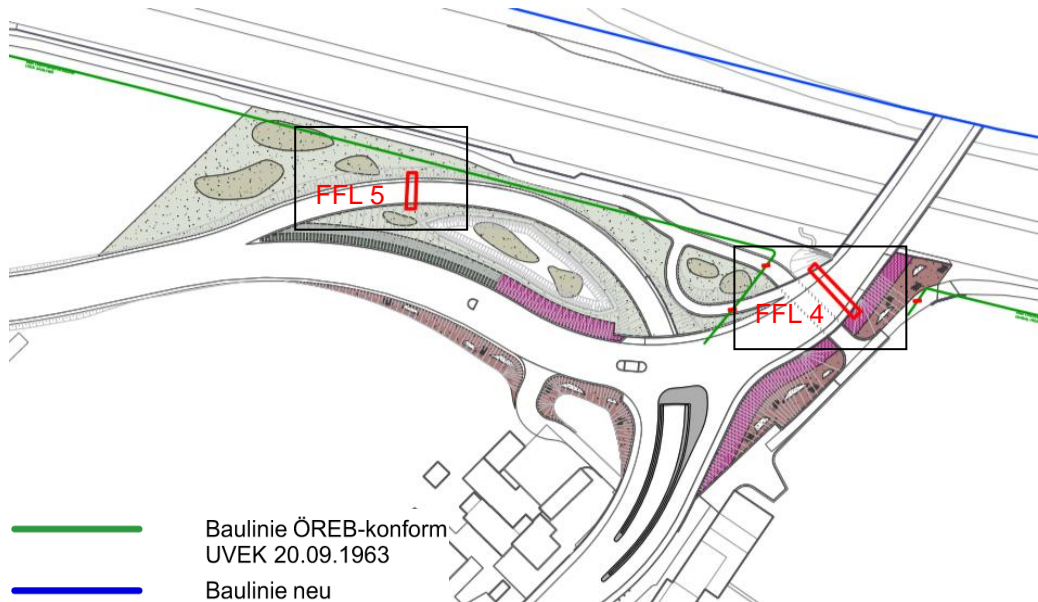 FFL 5
FFL 4
Baulinie ÖREB-konform
UVEK 20.09.1963
Baulinie neu